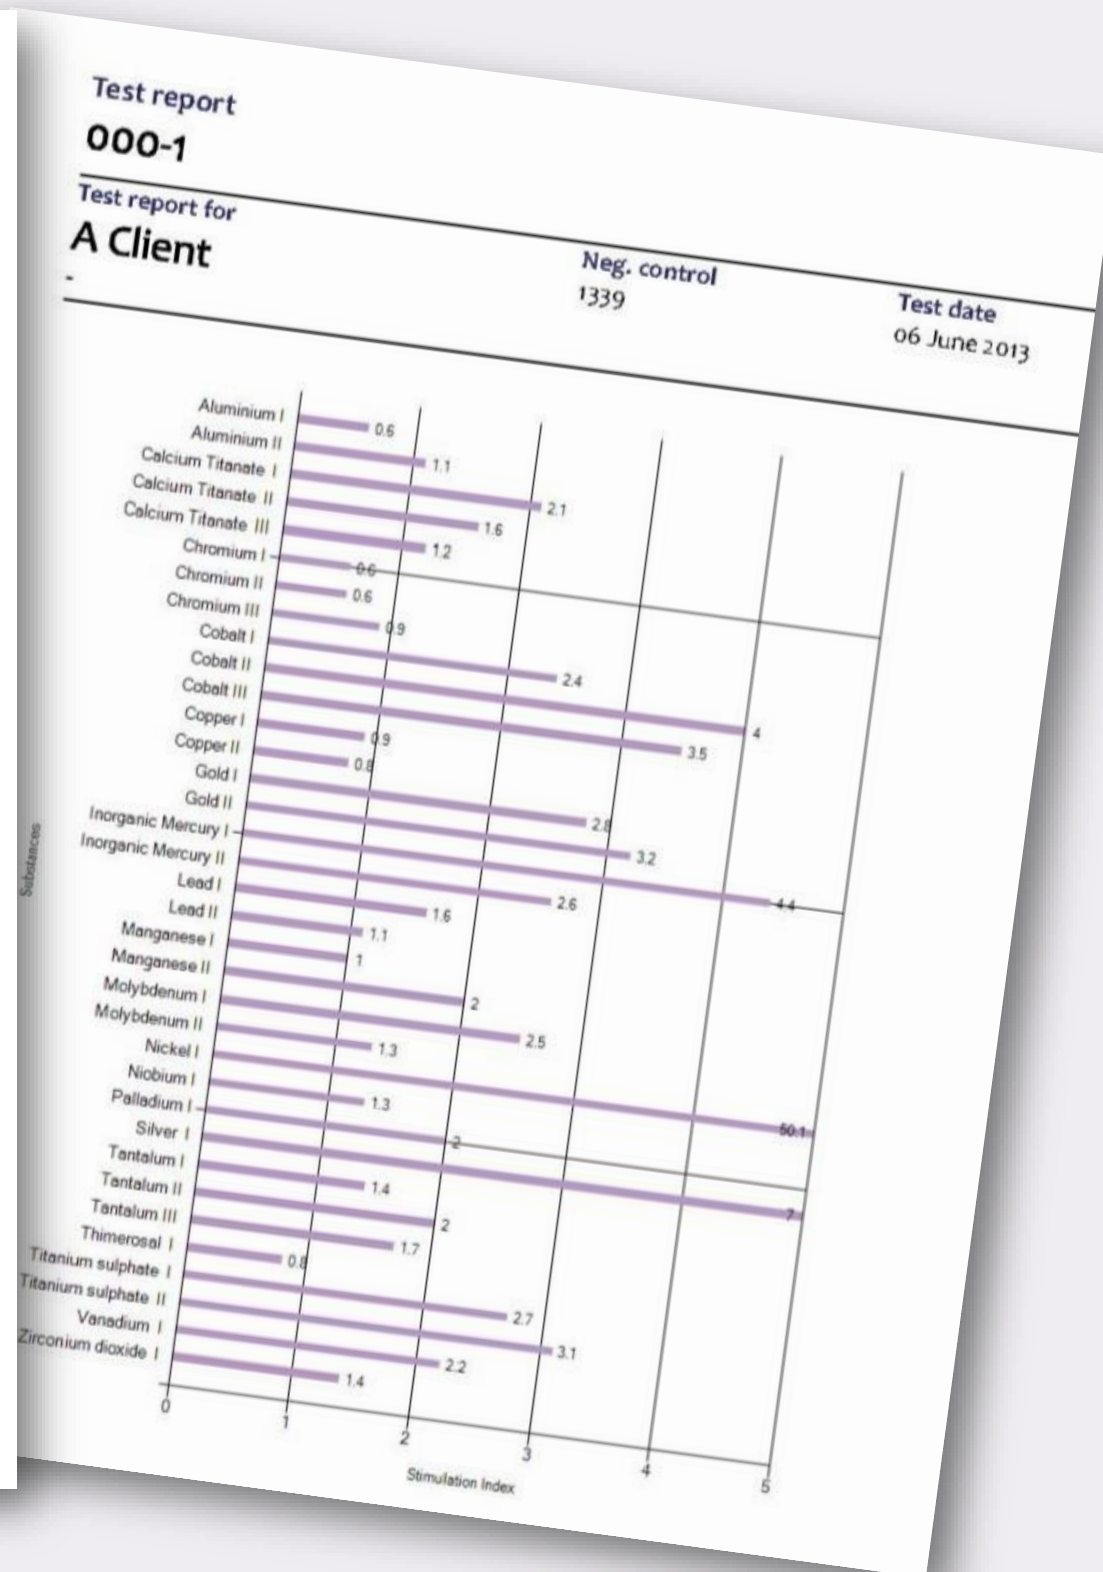 Test report
000-1
Test report for
A Client
-
Neg. control
1339
Test date
06 June 2013
Substances
Aluminium I 0.6
Aluminium II 1.1
Calcium Titanate I 2.1
Calcium Titanate II 1.6
Calcium Titanate III 1.2
Chromium I 0.6
Chromium II 0.6
Chromium III 0.9
Cobalt I 2.4
Cobalt II 4
Cobalt III 3.5
Copper I 0.9
Copper II 0.8
Gold I 2.8
Gold II 3.2
Inorganic Mercury I 4.4
Inorganic Mercury II 2.6
Lead I 1.6
Lead II 1.1
Manganese I 1
Manganese II 2
Molybdenum I 2.5
Molybdenum II 1.3
Nickel I 50.1
Niobium I 1.3
Palladium I 2
Silver I 7
Tantalum I 1.4
Tantalum II 2
Tantalum III 1.7
Thimerosal I 0.8
Titanium sulphate I 2.7
Titanium sulphate II 3.1
Vanadium I 2.2
Zirconium dioxide I 1.4
0 1 2 3 4 5
Stimulation Index